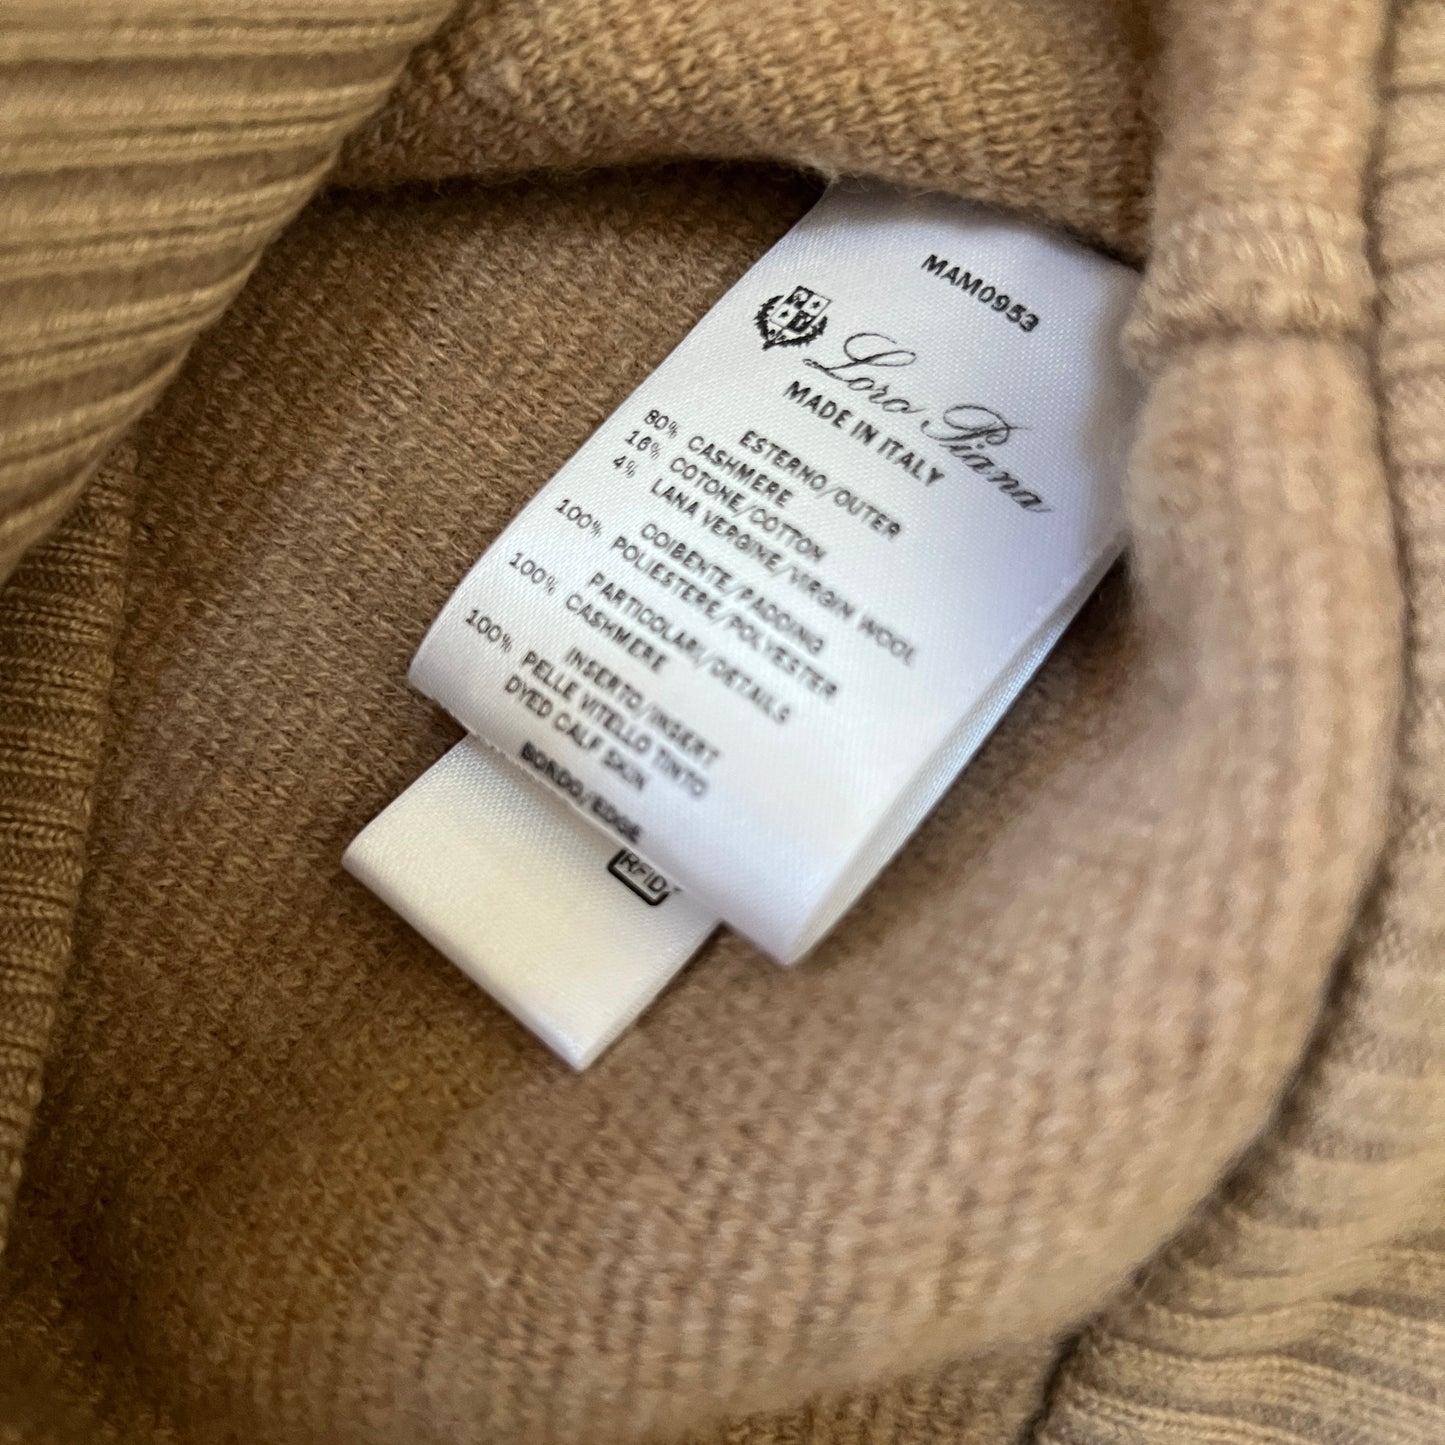 MAM0953
Loro Piana
MADE IN ITALY
ESTERNO/OUTER
80% CASHMERE
16% COTONE/COTTON
4% LANA VERGINE/VIRGIN WOOL
COIBENTE/PADDING
100% POLIESTERE/POLYESTER
PARTICOLARI/DETAILS
100% CASHMERE
INSERTO/INSERT
100% PELLE VITELLO TINTO
DYED CALF SKIN
BORDO/EDGE
RFID